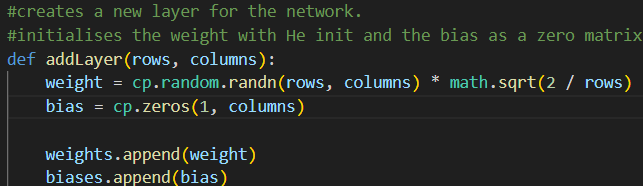 #creates a new layer for the network.
#initialises the weight with He init and the bias as a zero matrix
def addLayer(rows, columns):
    weight = cp.random.randn(rows, columns) * math.sqrt(2 / rows)
    bias = cp.zeros(1, columns)
    weights.append(weight)
    biases.append(bias)